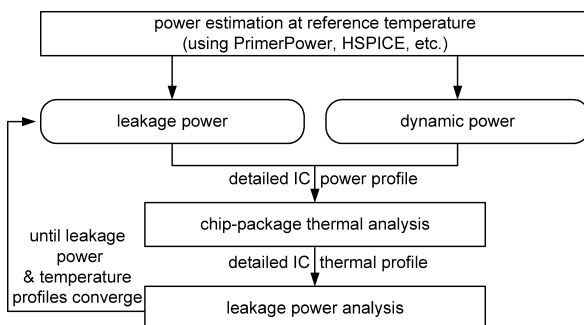 power estimation at reference temperature
(using PrimerPower, HSPICE, etc.)
leakage power
dynamic power
detailed IC power profile
chip-package thermal analysis
until leakage
power
& temperature
profiles converge
detailed IC thermal profile
leakage power analysis